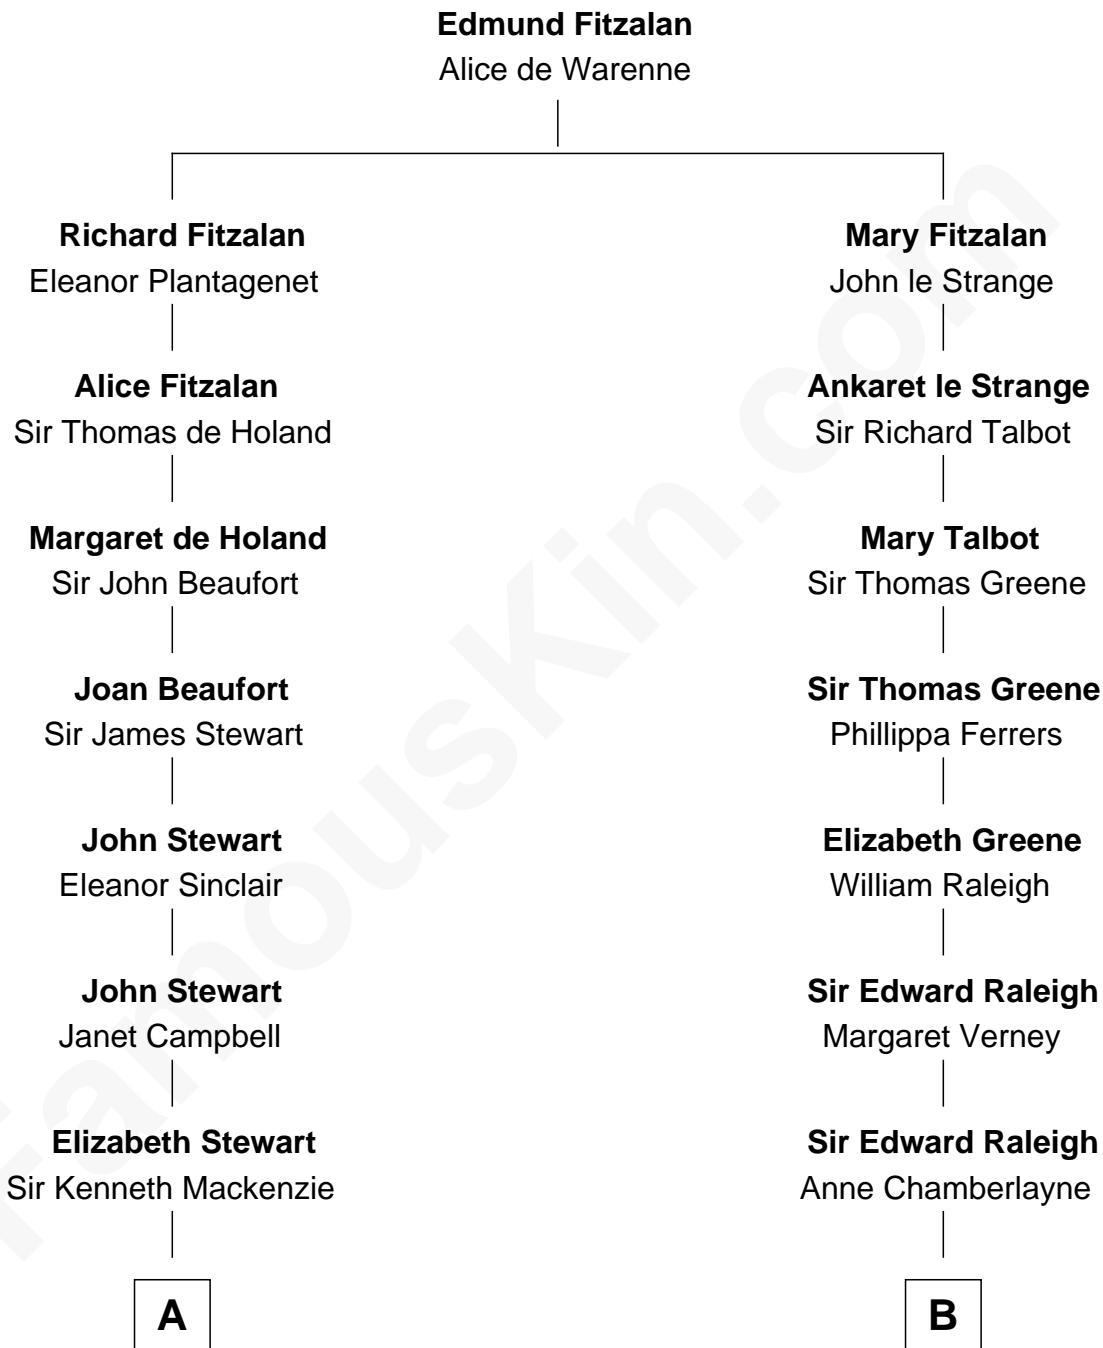 Edmund Fitzalan
Alice de Warenne
Richard Fitzalan
Eleanor Plantagenet
Mary Fitzalan
John le Strange
Alice Fitzalan
Sir Thomas de Holand
Ankaret le Strange
Sir Richard Talbot
Margaret de Holand
Sir John Beaufort
Mary Talbot
Sir Thomas Greene
Joan Beaufort
Sir James Stewart
Sir Thomas Greene
Phillippa Ferrers
John Stewart
Eleanor Sinclair
Elizabeth Greene
William Raleigh
John Stewart
Janet Campbell
Sir Edward Raleigh
Margaret Verney
Elizabeth Stewart
Sir Kenneth Mackenzie
Sir Edward Raleigh
Anne Chamberlayne
A
B
FamousKin.com